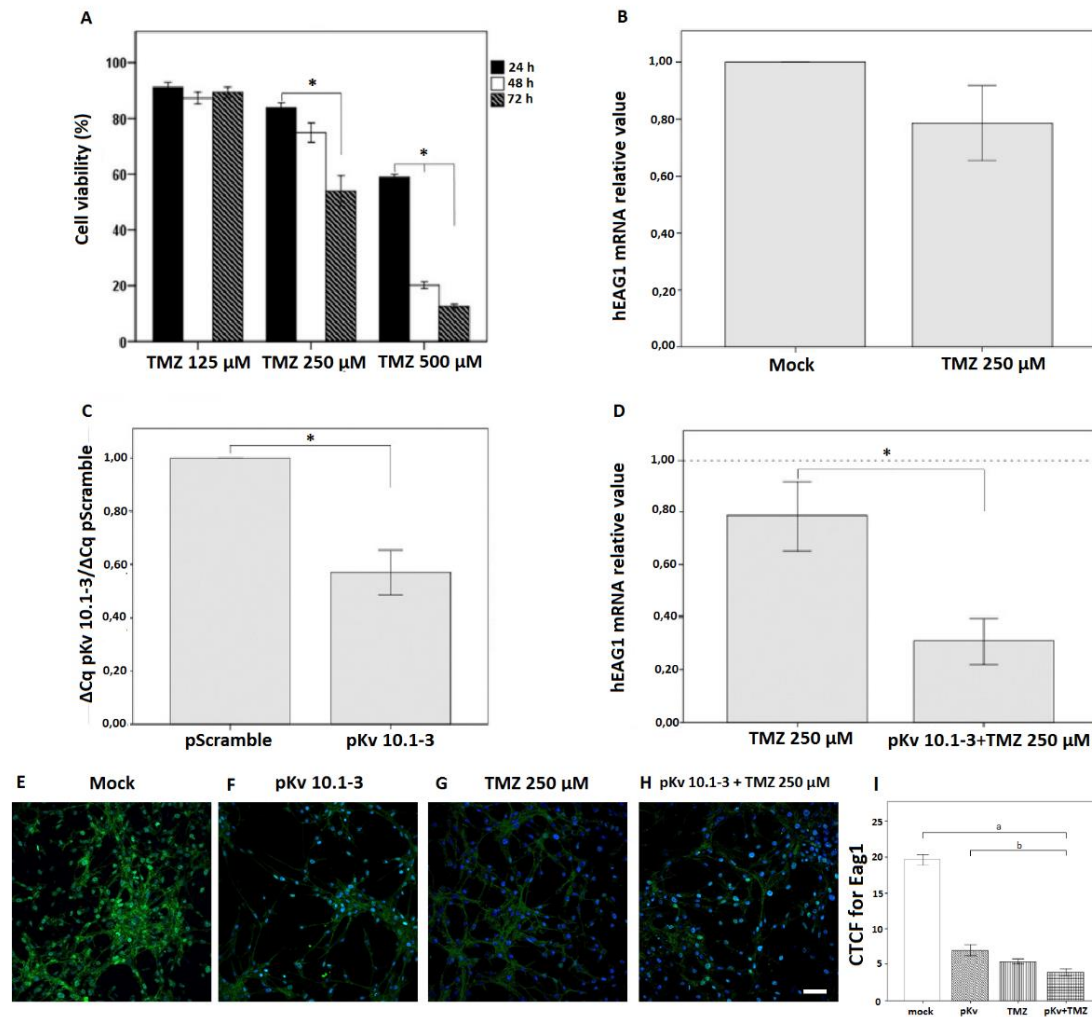 A
Cell viability (%)
100
80
60
40
20
0
*
*
24 h
48 h
72 h
TMZ 125 µM TMZ 250 µM TMZ 500 µM
B
hEAG1 mRNA relative value
1,00
0,80
0,60
0,40
0,20
0,00
Mock TMZ 250 µM
C
ΔCq pKv 10.1-3/ΔCq pScramble
1,00
0,80
0,60
0,40
0,20
0,00
*
pScramble pKv 10.1-3
D
hEAG1 mRNA relative value
1,00
0,80
0,60
0,40
0,20
0,00
*
TMZ 250 µM pKv 10.1-3+TMZ 250 µM
E Mock
F pKv 10.1-3
G TMZ 250 µM
H pKv 10.1-3 + TMZ 250 µM
I
CTCF for Eag1
25
20
15
10
5
0
a
b
mock pKv TMZ pKv+TMZ